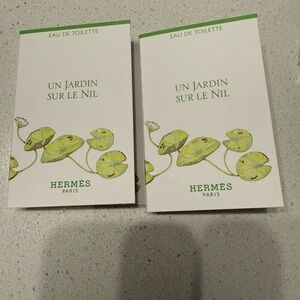 EAU DE TOILETTE
UN JARDIN
SUR LE NIL
HERMÈS
PARIS
EAU DE TOILETTE
UN JARDIN
SUR LE NIL
HERMÈS
PARIS